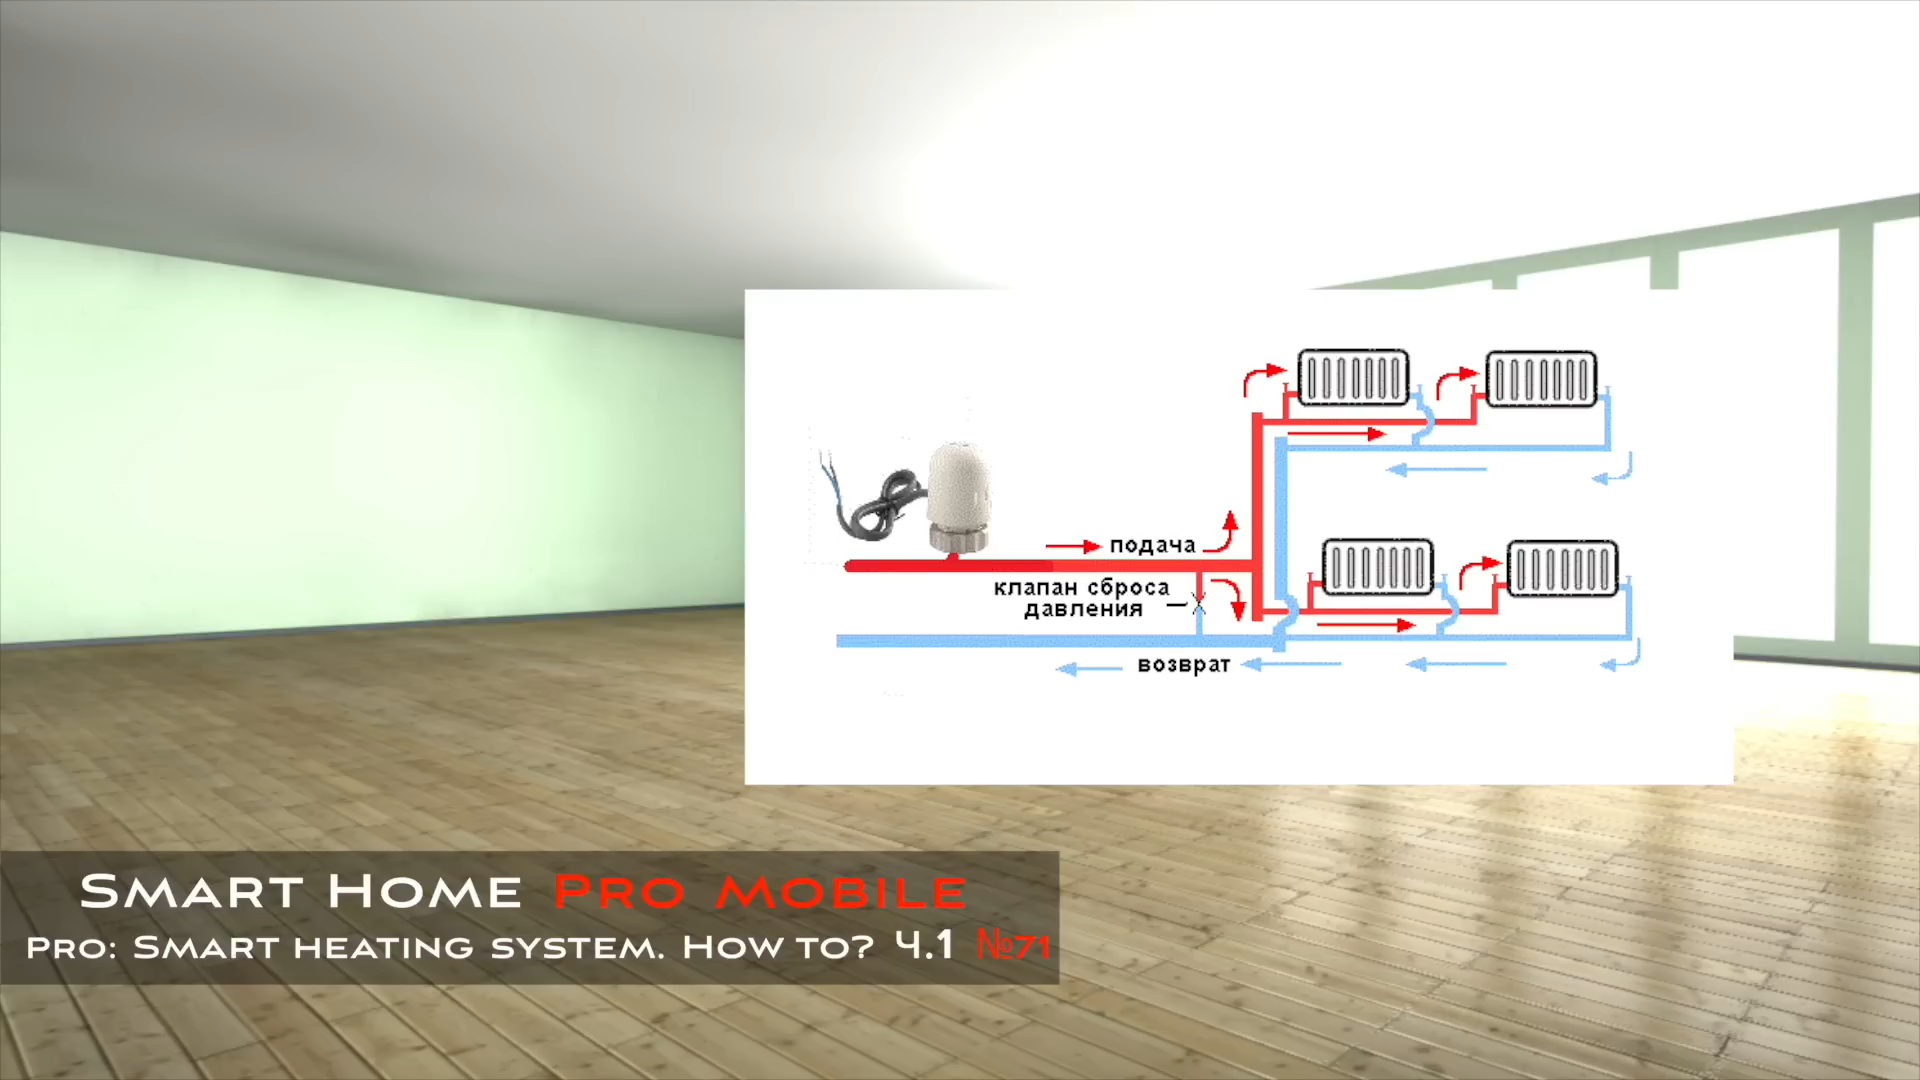 подача
клапан сброса
давления
возврат
Smart Home Pro Mobile
Pro: Smart heating system. How to? Ч.1 №71